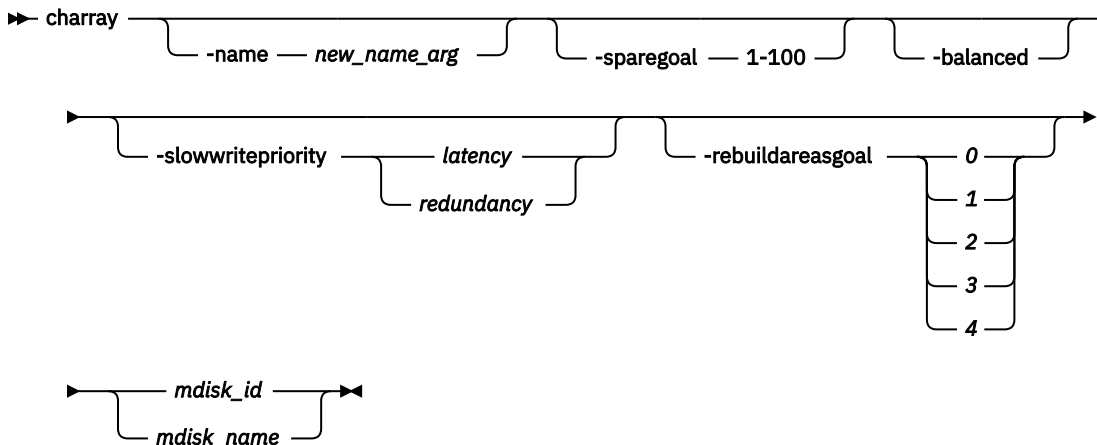 charray
-name new_name_arg -sparegoal 1-100 -balanced
-slowwritepriority latency -rebuildareasgoal 0
redundancy 1
2
3
4
mdisk_id
mdisk_name